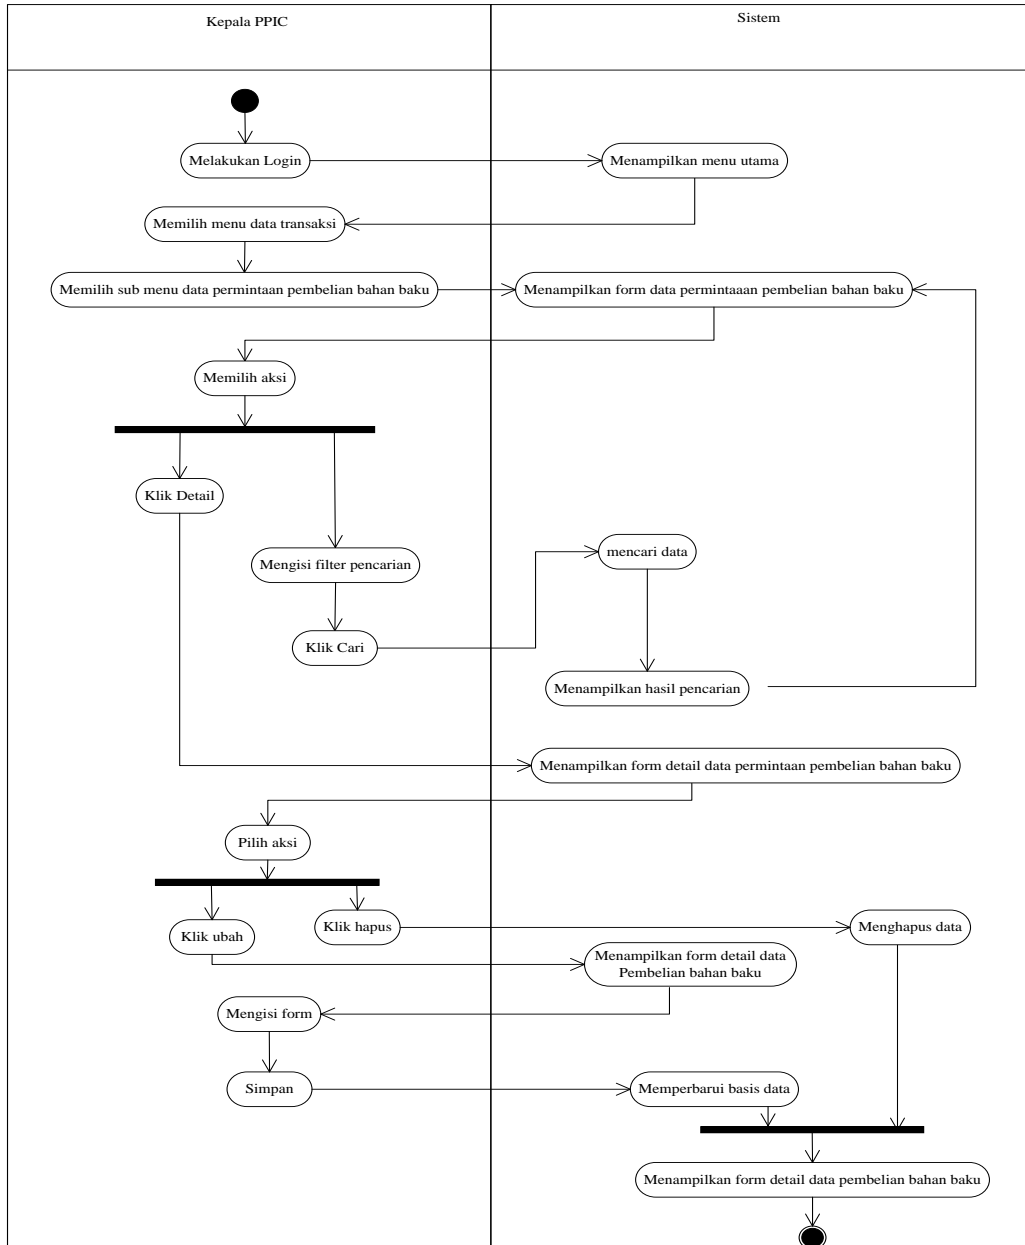 Kepala PPIC
Sistem
Melakukan Login
Menampilkan menu utama
Memilih menu data transaksi
Memilih sub menu data permintaan pembelian bahan baku
Menampilkan form data permintaaan pembelian bahan baku
Memilih aksi
Klik Detail
Mengisi filter pencarian
mencari data
Klik Cari
Menampilkan hasil pencarian
Menampilkan form detail data permintaan pembelian bahan baku
Pilih aksi
Klik ubah
Klik hapus
Menghapus data
Menampilkan form detail data
Pembelian bahan baku
Mengisi form
Simpan
Memperbarui basis data
Menampilkan form detail data pembelian bahan baku